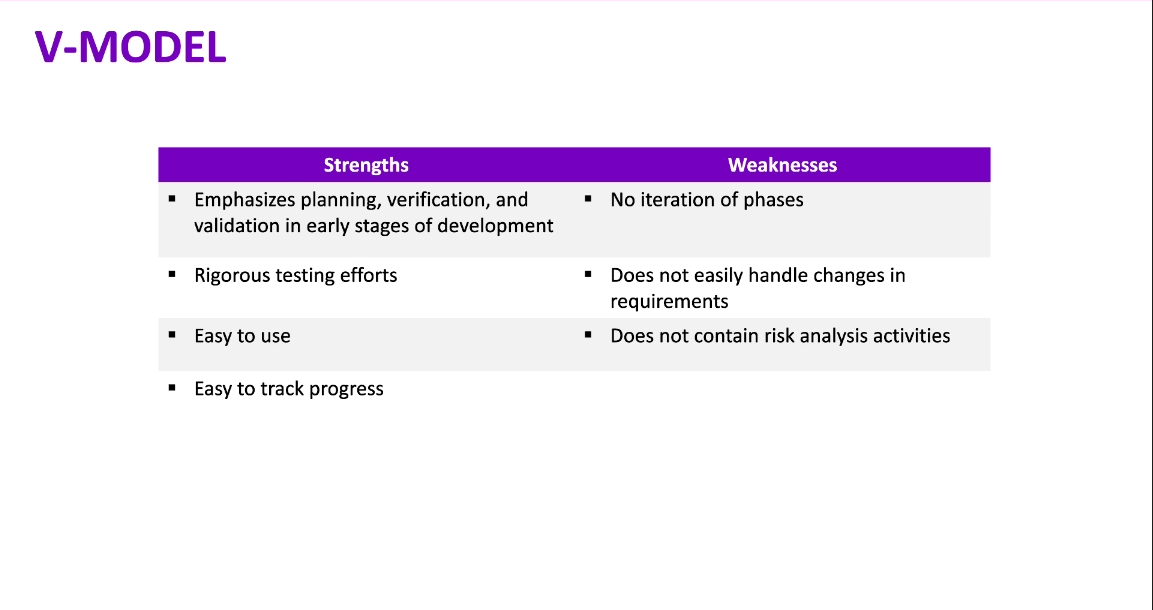 V-MODEL
Strengths
Weaknesses
▪ Emphasizes planning, verification, and
validation in early stages of development
▪ No iteration of phases
▪ Rigorous testing efforts
▪ Does not easily handle changes in
requirements
▪ Easy to use
▪ Does not contain risk analysis activities
▪ Easy to track progress